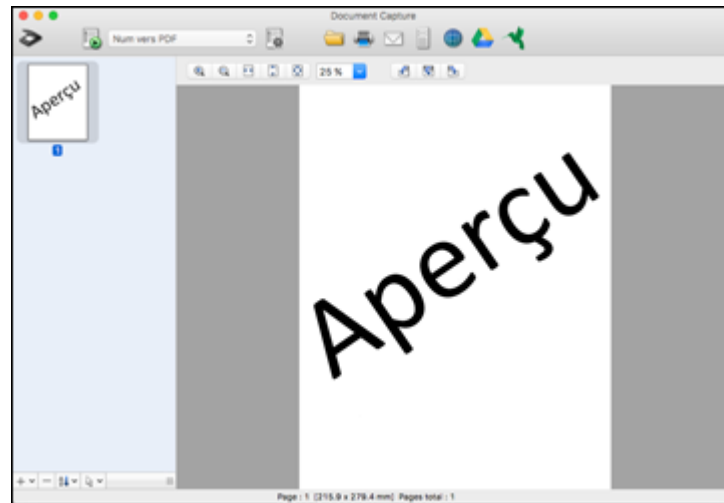 Document Capture
Num vers PDF
25 %
Aperçu
1
Aperçu
Page : 1 [215.9 x 279.4 mm] Pages total : 1